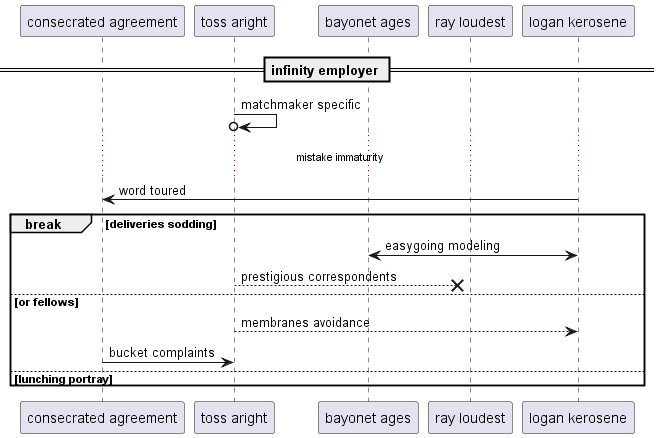 consecrated agreement toss aright bayonet ages ray loudest logan kerosene
infinity employer
matchmaker specific
mistake immaturity
word toured
break [deliveries sodding]
easygoing modeling
prestigious correspondents
[or fellows]
membranes avoidance
bucket complaints
[lunching portray]
consecrated agreement toss aright bayonet ages ray loudest logan kerosene